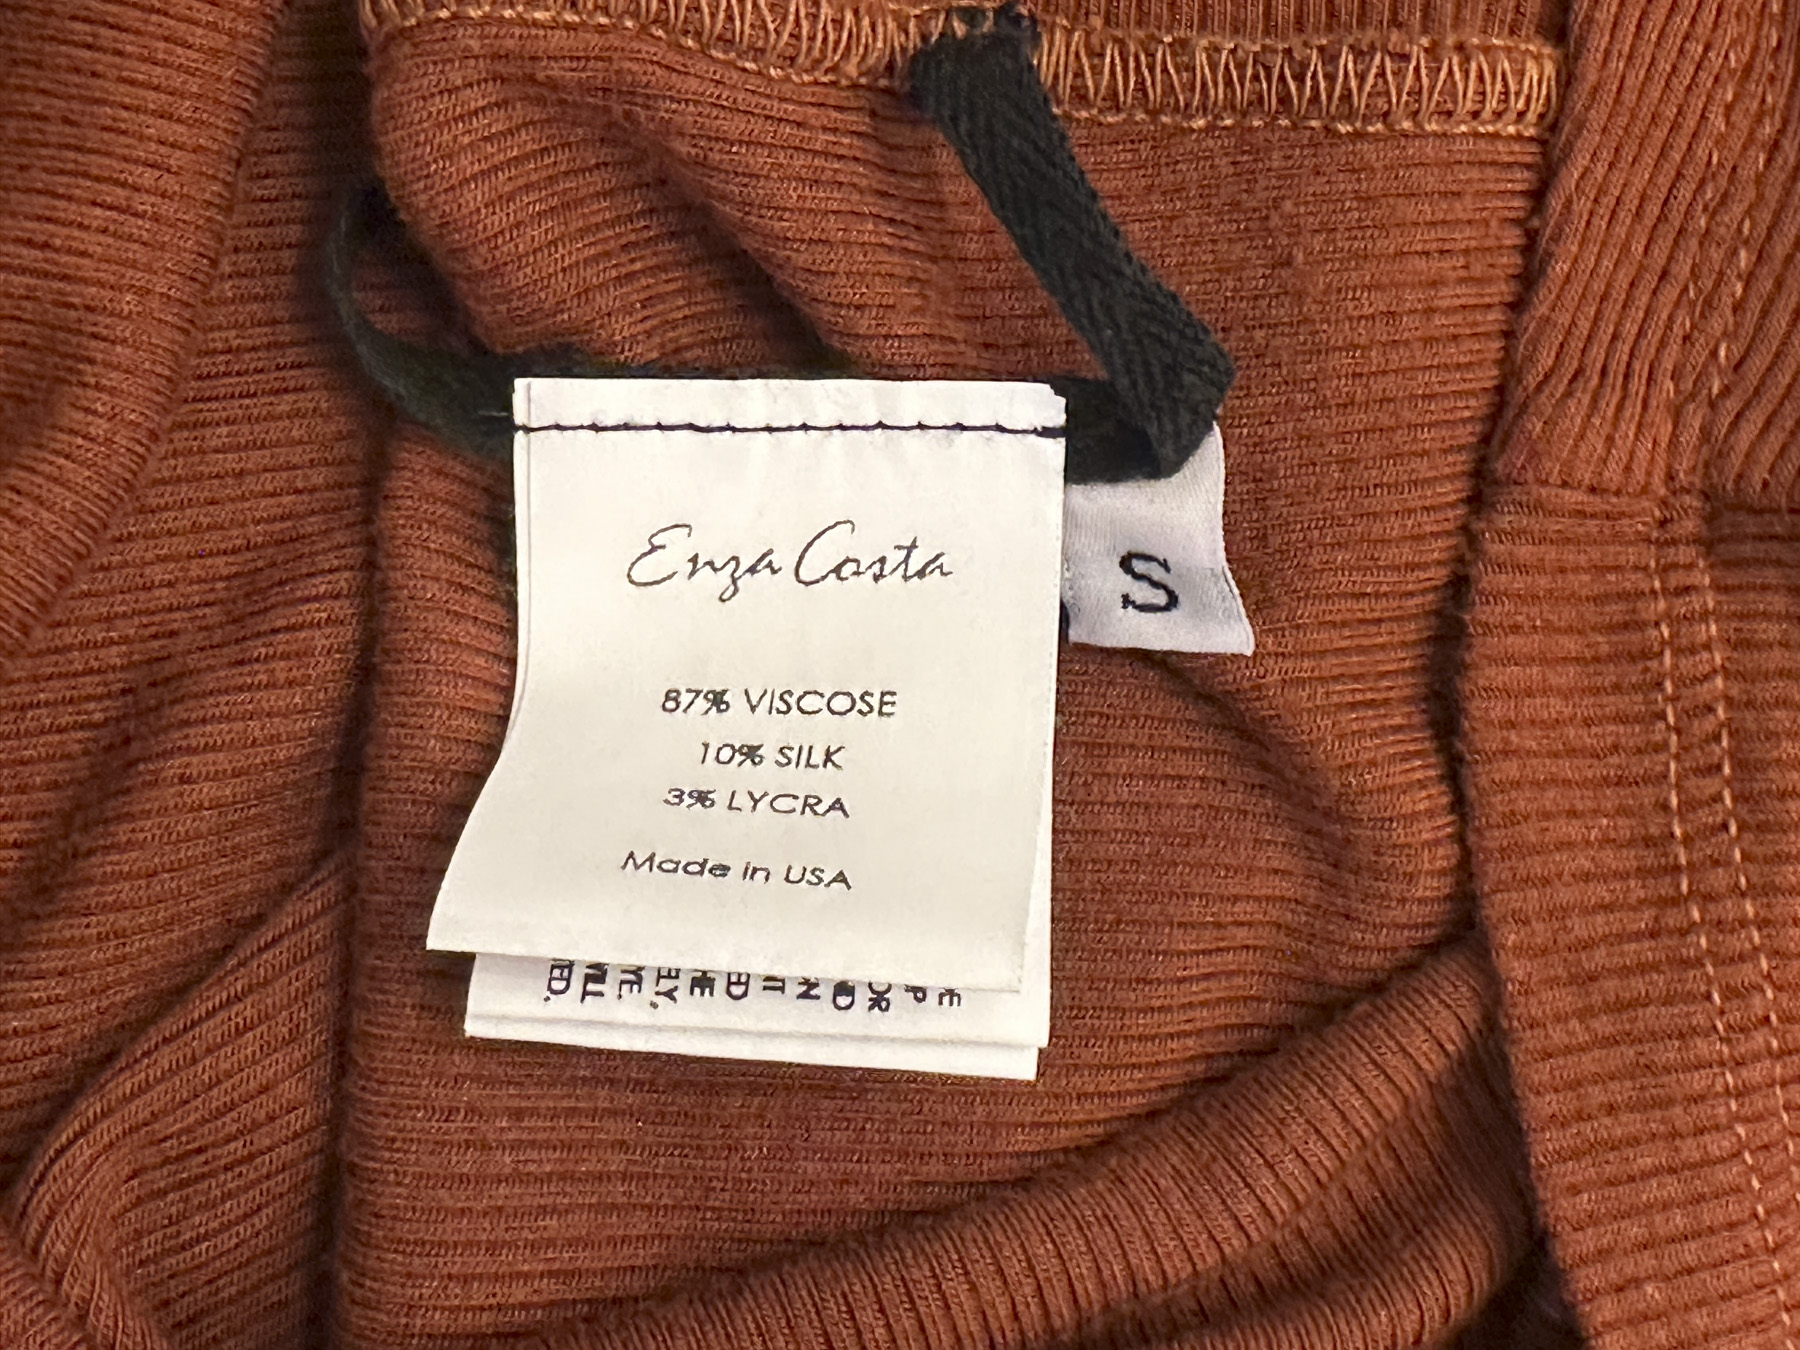 Enza Costa
S
87% VISCOSE
10% SILK
3% LYCRA
Made in USA